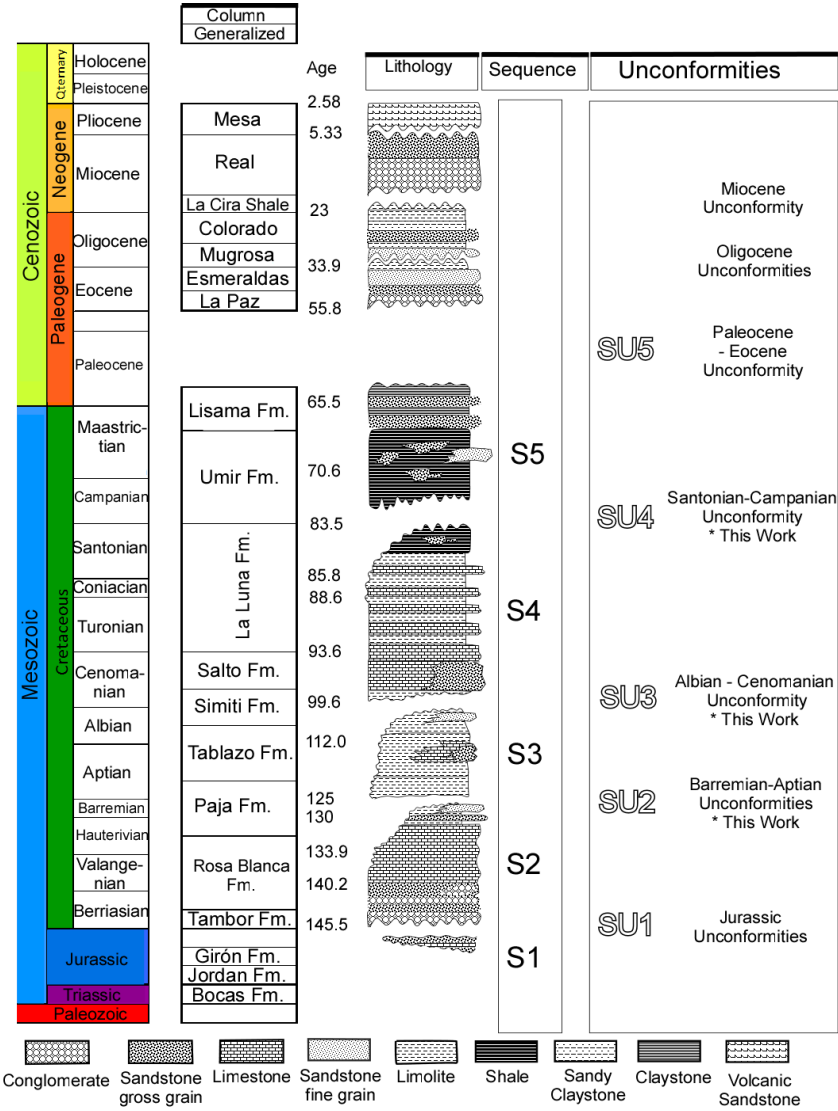 Column
Generalized
Age
Lithology
Sequence
Unconformities
Cenozoic
Mesozoic
Qternary
Neogene
Paleogene
Cretaceous
Jurassic
Triassic
Paleozoic
Holocene
Pleistocene
Pliocene
Miocene
Oligocene
Eocene
Paleocene
Maastric-
tian
Campanian
Santonian
Coniacian
Turonian
Cenoma-
nian
Albian
Aptian
Barremian
Hauterivian
Valange-
nian
Berriasian
Mesa
Real
La Cira Shale
Colorado
Mugrosa
Esmeraldas
La Paz
Lisama Fm.
Umir Fm.
La Luna Fm.
Salto Fm.
Simiti Fm.
Tablazo Fm.
Paja Fm.
Rosa Blanca
Fm.
Tambor Fm.
Girón Fm.
Jordan Fm.
Bocas Fm.
2.58
5.33
23
33.9
55.8
65.5
70.6
83.5
85.8
88.6
93.6
99.6
112.0
125
130
133.9
140.2
145.5
S5
S4
S3
S2
S1
Miocene
Unconformity
Oligocene
Unconformities
SU5
Paleocene
- Eocene
Unconformity
SU4
Santonian-Campanian
Unconformity
* This Work
SU3
Albian - Cenomanian
Unconformity
* This Work
SU2
Barremian-Aptian
Unconformities
* This Work
SU1
Jurassic
Unconformities
Conglomerate
Sandstone
gross grain
Limestone
Sandstone
fine grain
Limolite
Shale
Sandy
Claystone
Claystone
Volcanic
Sandstone